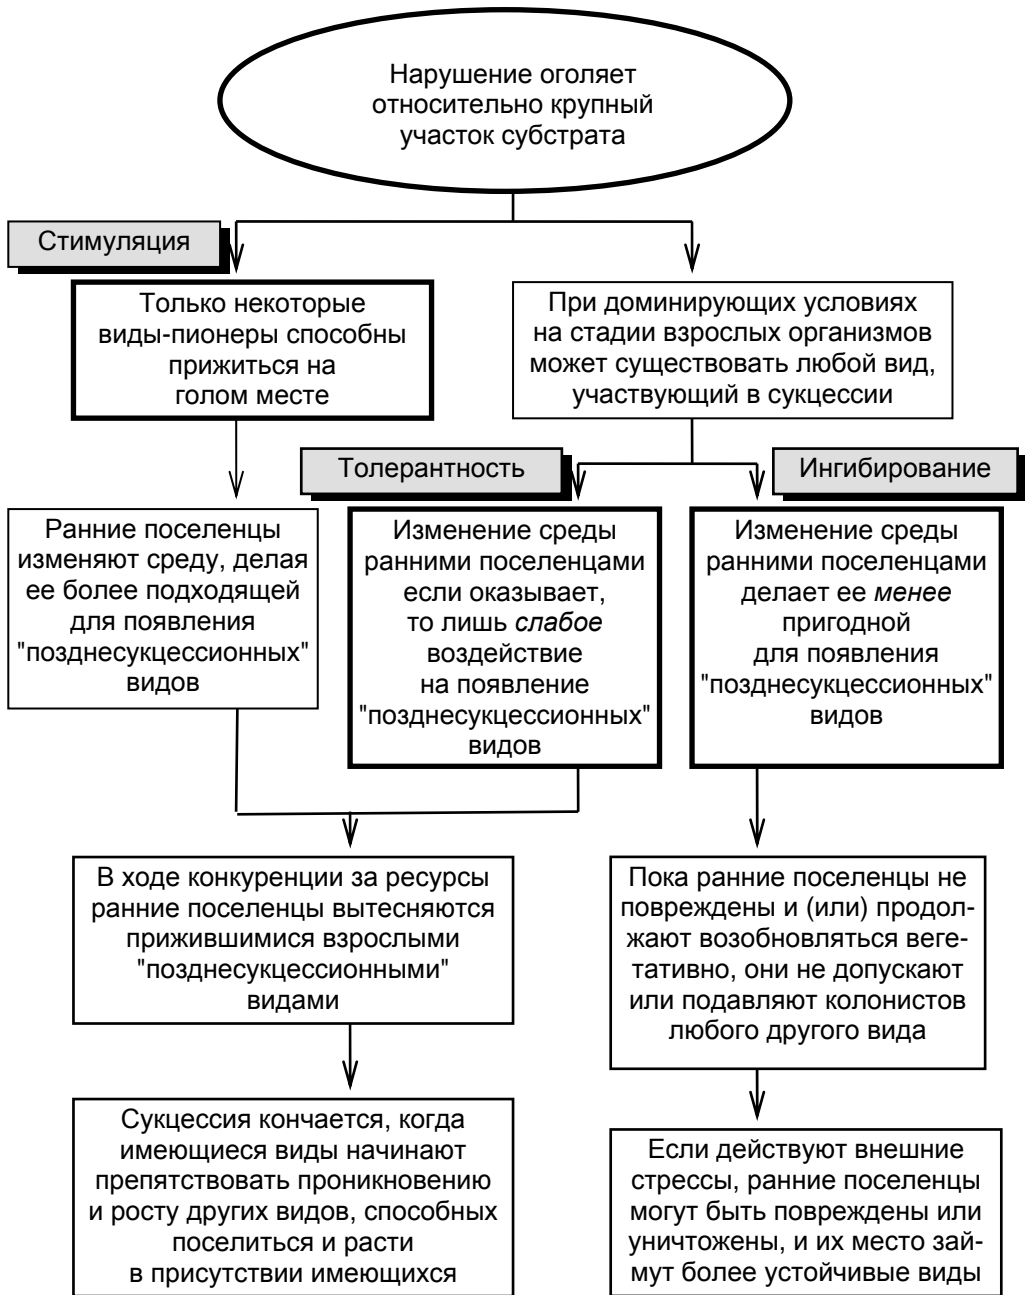 Нарушение оголяет
относительно крупный
участок субстрата
Стимуляция
Только некоторые
виды-пионеры способны
прижиться на
голом месте
При доминирующих условиях
на стадии взрослых организмов
может существовать любой вид,
участвующий в сукцессии
Толерантность
Ингибирование
Ранние поселенцы
изменяют среду, делая
ее более подходящей
для появления
"позднесукцессионных"
видов
Изменение среды
ранними поселенцами
если оказывает,
то лишь слабое
воздействие
на появление
"позднесукцессионных"
видов
Изменение среды
ранними поселенцами
делает ее менее
пригодной
для появления
"позднесукцессионных"
видов
В ходе конкуренции за ресурсы
ранние поселенцы вытесняются
прижившимися взрослыми
"позднесукцессионными"
видами
Пока ранние поселенцы не
повреждены и (или) продол-
жают возобновляться веге-
тативно, они не допускают
или подавляют колонистов
любого другого вида
Сукцессия кончается, когда
имеющиеся виды начинают
препятствовать проникновению
и росту других видов, способных
поселиться и расти
в присутствии имеющихся
Если действуют внешние
стрессы, ранние поселенцы
могут быть повреждены или
уничтожены, и их место зай-
мут более устойчивые виды